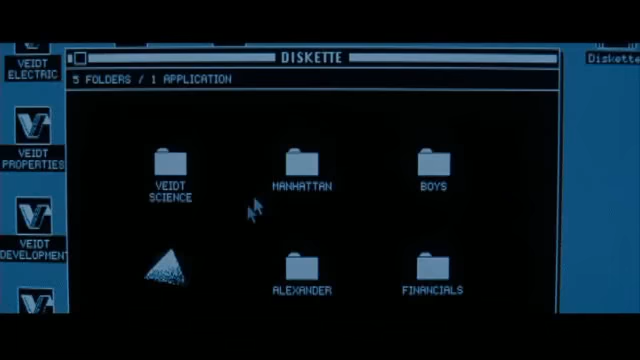 DISKETTE
5 FOLDERS / 1 APPLICATION
VEIDT
ELECTRIC
Diskette
VEIDT
PROPERTIES
VEIDT
SCIENCE
MANHATTAN
BOYS
VEIDT
DEVELOPMENT
ALEXANDER
FINANCIALS